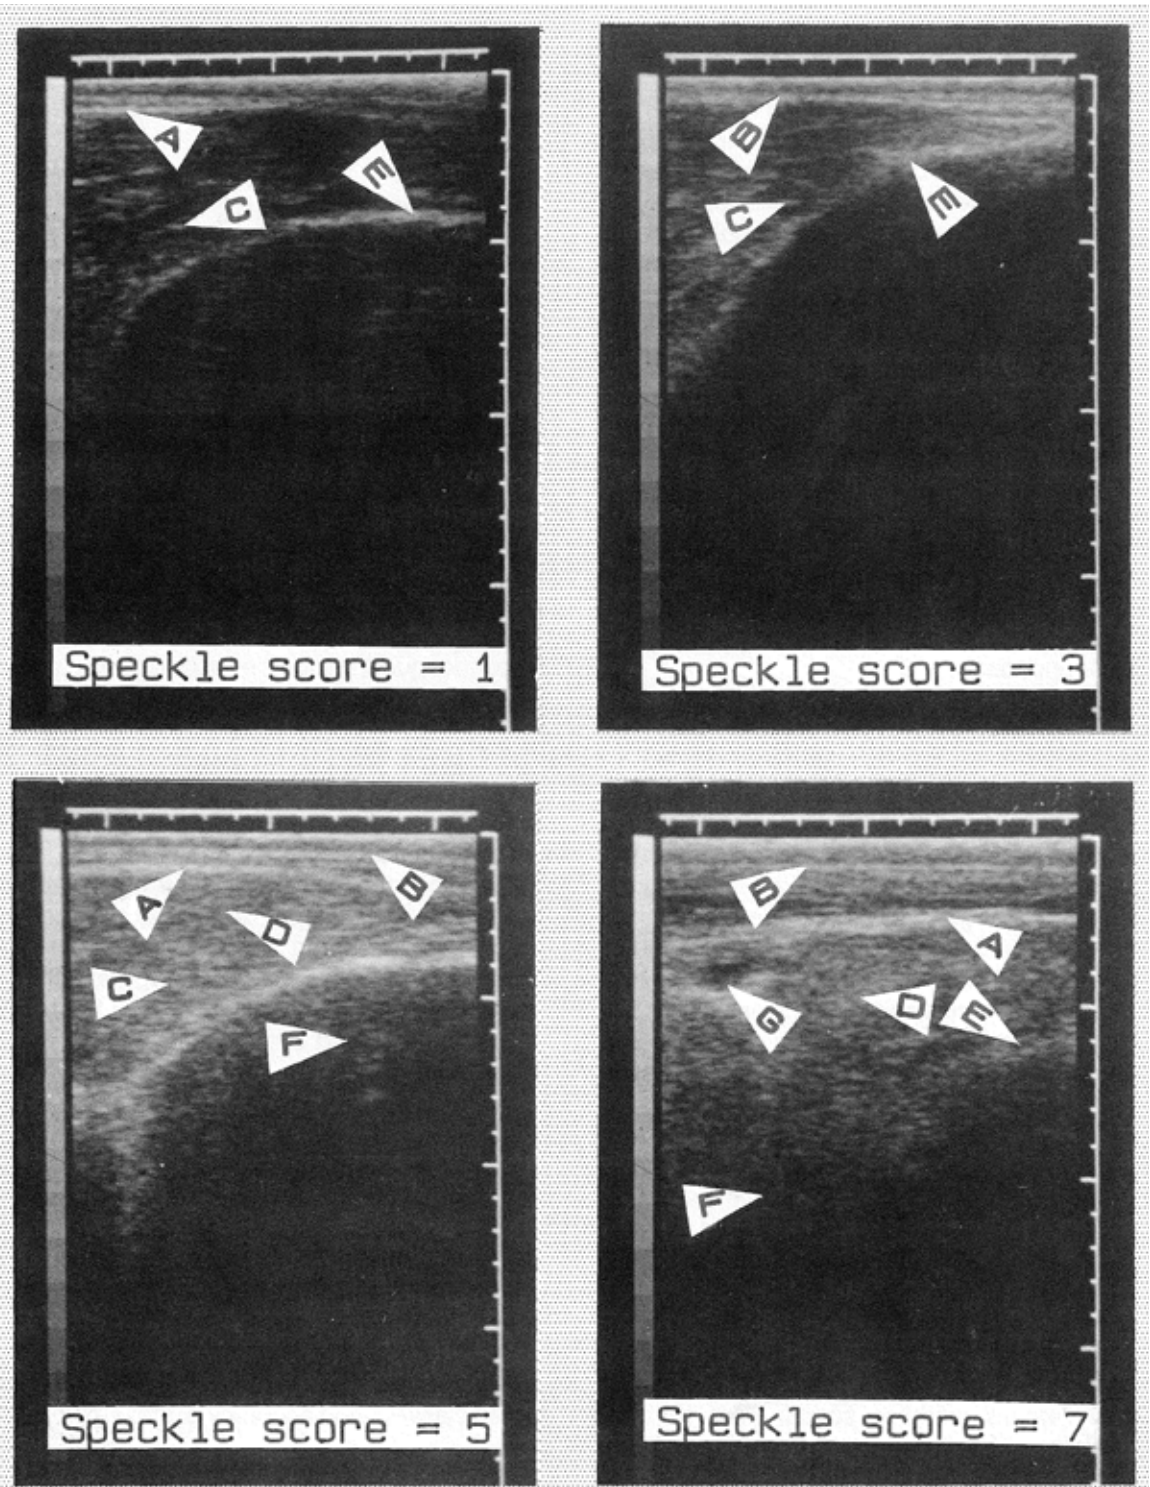 A
E
C
Speckle score = 1
B
C
E
Speckle score = 3
A
B
D
C
F
Speckle score = 5
B
A
G
D
E
F
Speckle score = 7